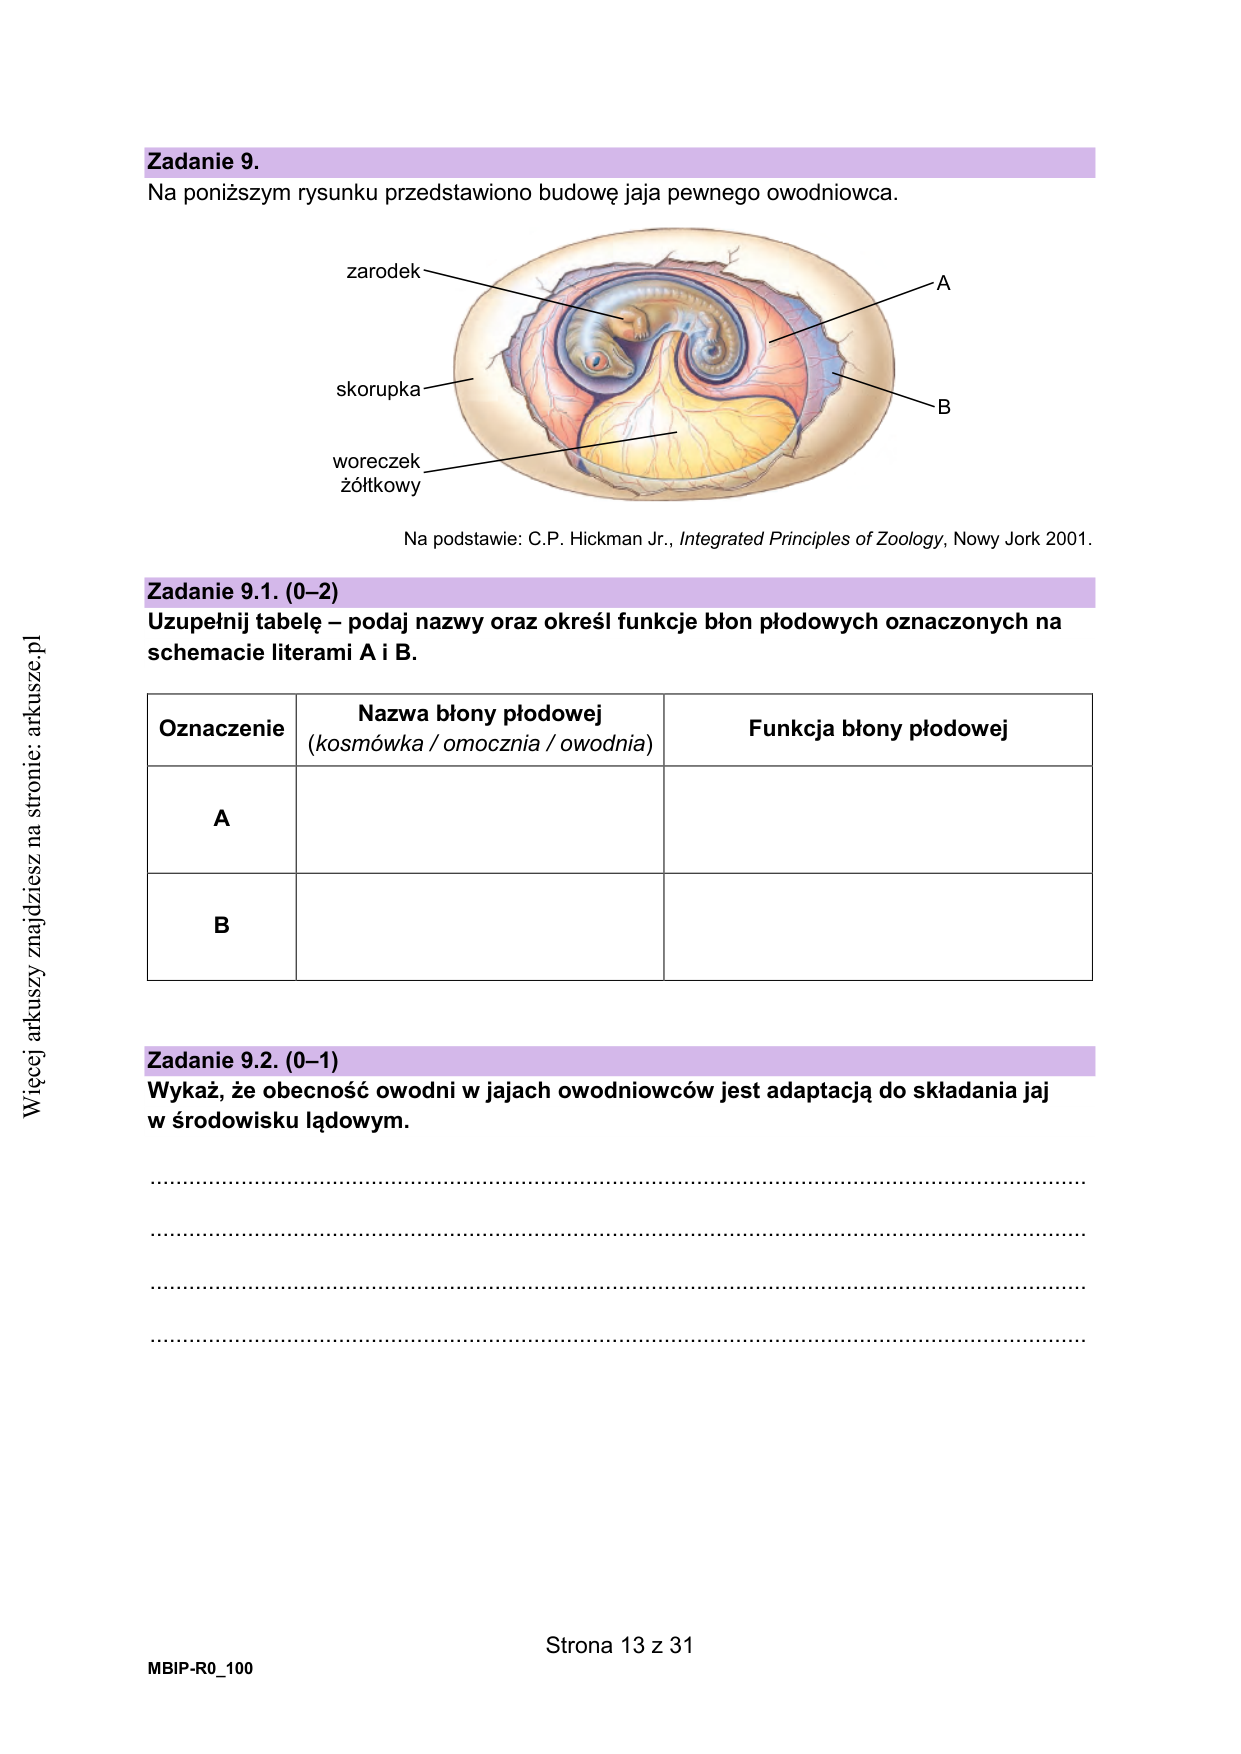 Zadanie 9.
Na poniższym rysunku przedstawiono budowę jaja pewnego owodniowca.
zarodek
A
skorupka
B
woreczek
żółtkowy
Na podstawie: C.P. Hickman Jr., Integrated Principles of Zoology, Nowy Jork 2001.
Zadanie 9.1. (0–2)
Uzupełnij tabelę – podaj nazwy oraz określ funkcje błon płodowych oznaczonych na
schemacie literami A i B.
Oznaczenie
Nazwa błony płodowej
(kosmówka / omocznia / owodnia)
Funkcja błony płodowej
A
B
Zadanie 9.2. (0–1)
Wykaż, że obecność owodni w jajach owodniowców jest adaptacją do składania jaj
w środowisku lądowym.
Strona 13 z 31
MBIP-R0_100
Więcej arkuszy znajdziesz na stronie: arkusze.pl